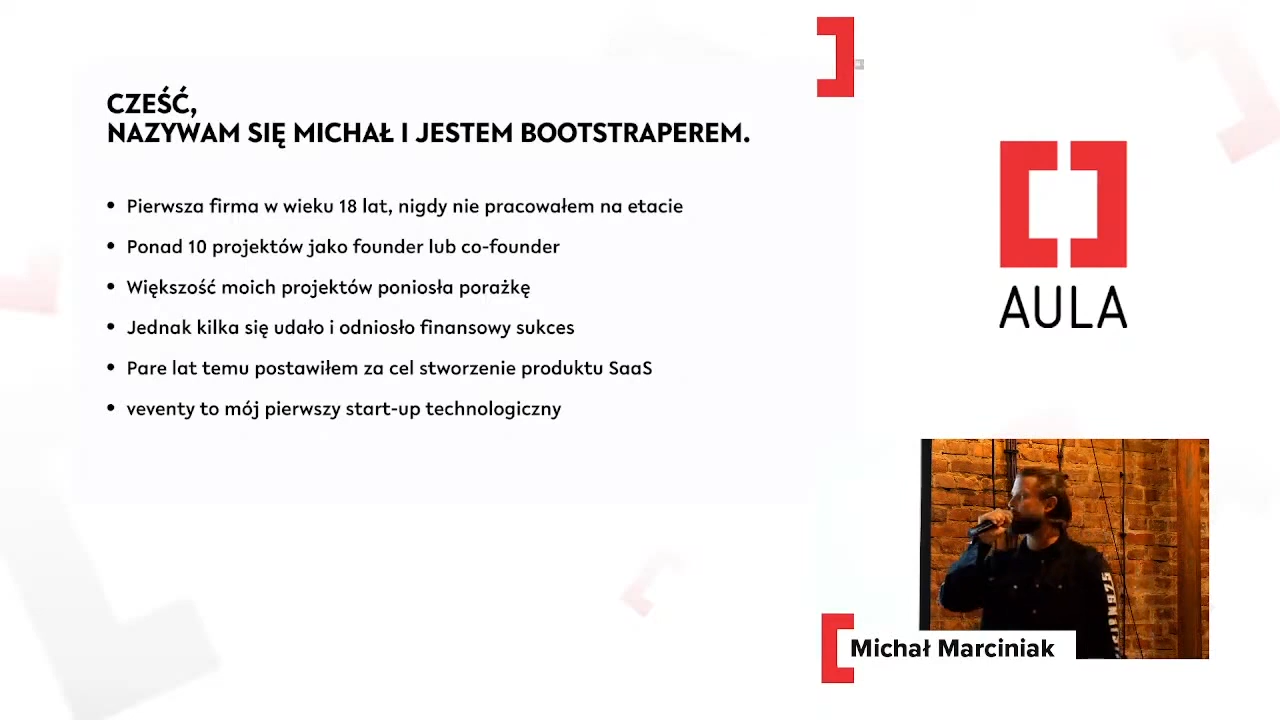 CZEŚĆ,
NAZYWAM SIĘ MICHAŁ I JESTEM BOOTSTRAPEREM.
• Pierwsza firma w wieku 18 lat, nigdy nie pracowałem na etacie
• Ponad 10 projektów jako founder lub co-founder
• Większość moich projektów poniosła porażkę
• Jednak kilka się udało i odniosło finansowy sukces
• Pare lat temu postawiłem za cel stworzenie produktu SaaS
• veventy to mój pierwszy start-up technologiczny
AULA
Michał Marciniak